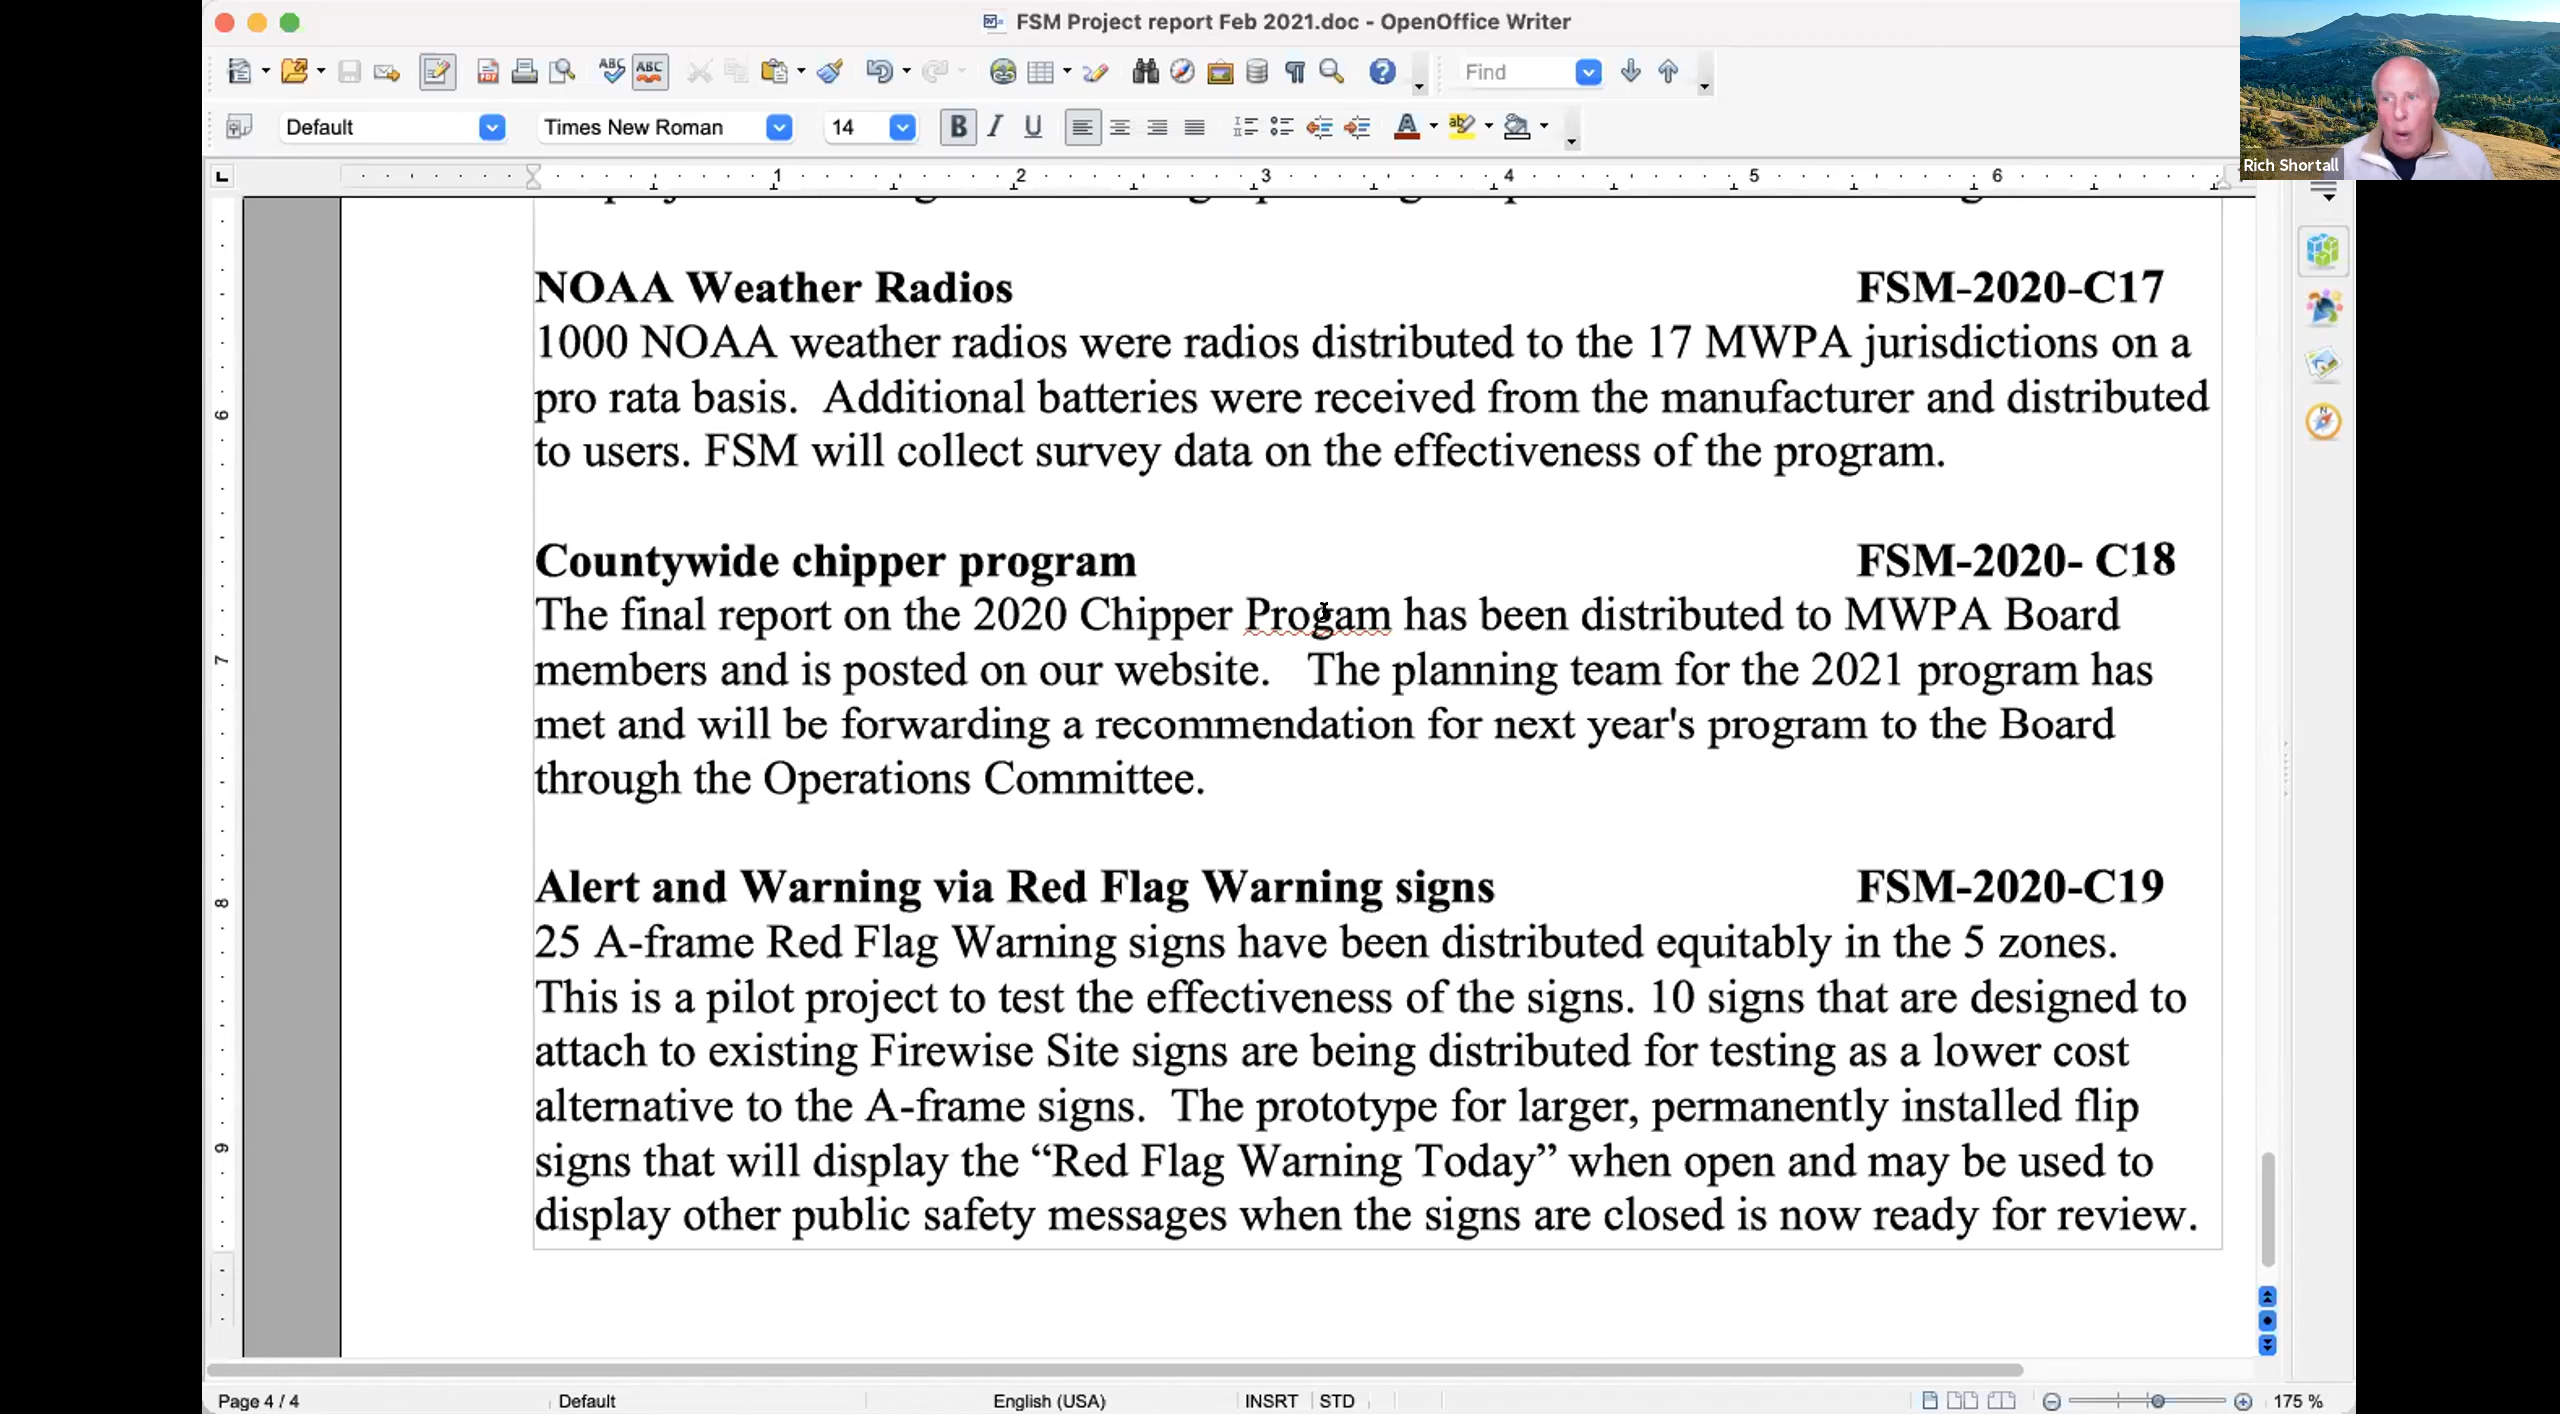 FSM Project report Feb 2021.doc - OpenOffice Writer
Find
Rich Shortall
Default
Times New Roman
14
B I U
1 2 3 4 5 6
NOAA Weather Radios FSM-2020-C17
1000 NOAA weather radios were radios distributed to the 17 MWPA jurisdictions on a
pro rata basis.  Additional batteries were received from the manufacturer and distributed
to users. FSM will collect survey data on the effectiveness of the program.
Countywide chipper program FSM-2020- C18
The final report on the 2020 Chipper Progam has been distributed to MWPA Board
members and is posted on our website.   The planning team for the 2021 program has
met and will be forwarding a recommendation for next year's program to the Board
through the Operations Committee.
Alert and Warning via Red Flag Warning signs FSM-2020-C19
25 A-frame Red Flag Warning signs have been distributed equitably in the 5 zones.
This is a pilot project to test the effectiveness of the signs. 10 signs that are designed to
attach to existing Firewise Site signs are being distributed for testing as a lower cost
alternative to the A-frame signs.  The prototype for larger, permanently installed flip
signs that will display the “Red Flag Warning Today” when open and may be used to
display other public safety messages when the signs are closed is now ready for review.
6
7
8
9
Page 4 / 4
Default
English (USA)
INSRT
STD
175 %